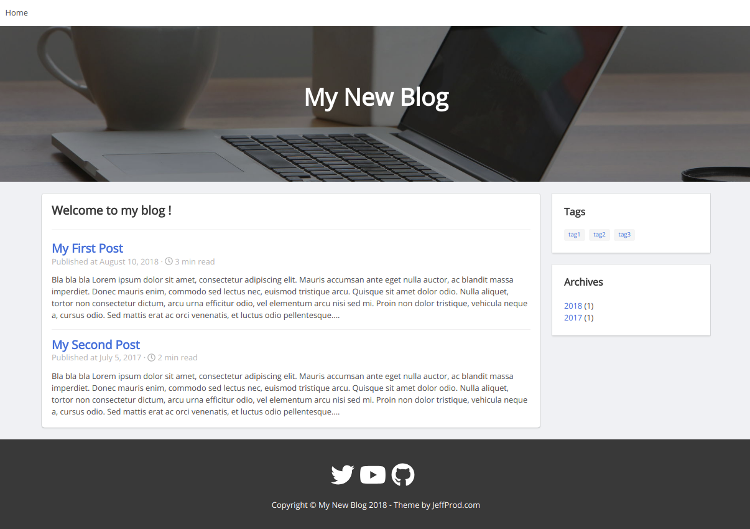 Home
My New Blog
Welcome to my blog !
My First Post
Published at August 10, 2018 · 3 min read
Bla bla bla Lorem ipsum dolor sit amet, consectetur adipiscing elit. Mauris accumsan ante eget nulla auctor, ac blandit massa
imperdiet. Donec mauris enim, commodo sed lectus nec, euismod tristique arcu. Quisque sit amet dolor odio. Nulla aliquet,
tortor non consectetur dictum, arcu urna efficitur odio, vel elementum arcu nisi sed mi. Proin non dolor tristique, vehicula neque
a, cursus odio. Sed mattis erat ac orci venenatis, et luctus odio pellentesque....
My Second Post
Published at July 5, 2017 · 2 min read
Bla bla bla Lorem ipsum dolor sit amet, consectetur adipiscing elit. Mauris accumsan ante eget nulla auctor, ac blandit massa
imperdiet. Donec mauris enim, commodo sed lectus nec, euismod tristique arcu. Quisque sit amet dolor odio. Nulla aliquet,
tortor non consectetur dictum, arcu urna efficitur odio, vel elementum arcu nisi sed mi. Proin non dolor tristique, vehicula neque
a, cursus odio. Sed mattis erat ac orci venenatis, et luctus odio pellentesque....
Tags
tag1 tag2 tag3
Archives
2018 (1)
2017 (1)
Copyright © My New Blog 2018 - Theme by JeffProd.com